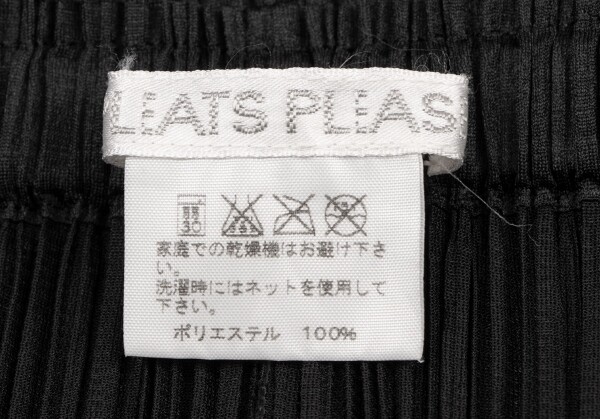 LEATS PLEAS
弱
30
家庭での乾燥機はお避け下さ
い。
洗濯時にはネットを使用して
下さい。
ポリエステル 100%